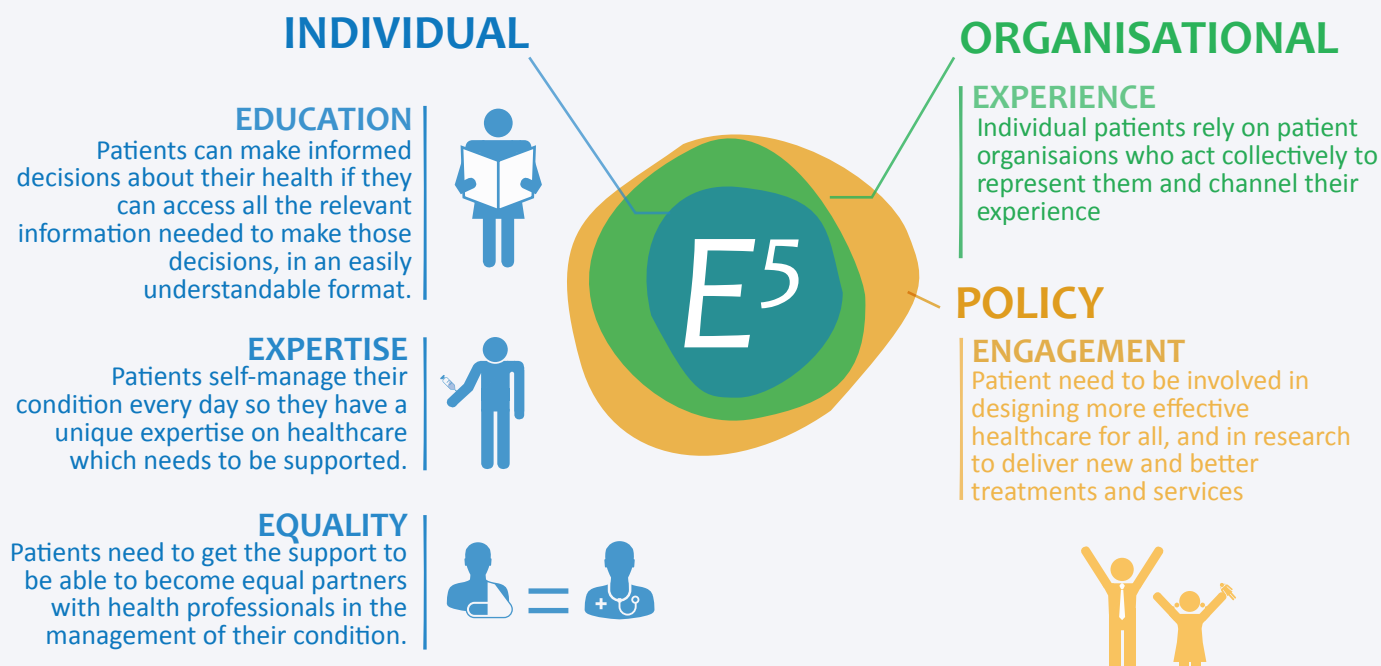 INDIVIDUAL
EDUCATION
Patients can make informed
decisions about their health if they
can access all the relevant
information needed to make those
decisions, in an easily
understandable format.
EXPERTISE
Patients self-manage their
condition every day so they have a
unique expertise on healthcare
which needs to be supported.
EQUALITY
Patients need to get the support to
be able to become equal partners
with health professionals in the
management of their condition.
E⁵
ORGANISATIONAL
EXPERIENCE
Individual patients rely on patient
organisaions who act collectively to
represent them and channel their
experience
POLICY
ENGAGEMENT
Patient need to be involved in
designing more effective
healthcare for all, and in research
to deliver new and better
treatments and services